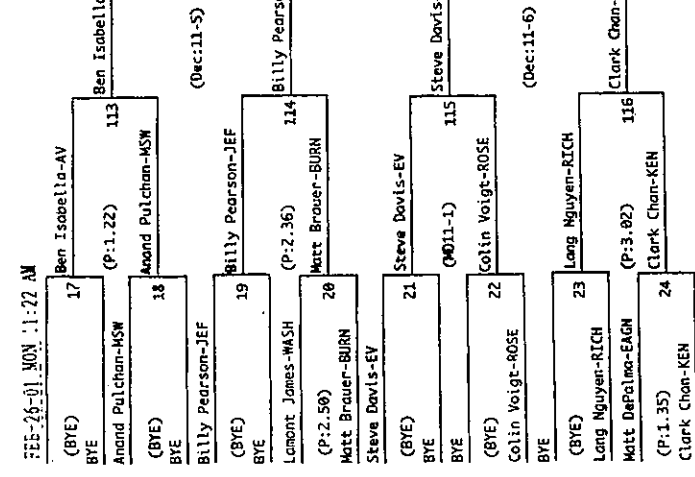 FEB-26-01 MON 11:22 AM
Ben Isabella-AV
17
(BYE)
BYE
(P:1.22)
113
Ben Isabella
Anand Pulchan-MSW
18
Anand Pulchan-MSW
(BYE)
BYE
(Dec:11-5)
Billy Pearson-JEF
19
Billy Pearson-JEF
(BYE)
BYE
(P:2.36)
114
Billy
Lamont James-WASH
20
Matt Brauer-BURN
(P:2.50)
Matt Brauer-BURN
Steve Davis-EV
21
Steve Davis-EV
(BYE)
BYE
(MD11-1)
115
Steve Davis-
BYE
22
Colin Voigt-ROSE
(BYE)
Colin Voigt-ROSE
(Dec:11-6)
BYE
23
Lang Nguyen-RICH
(BYE)
Lang Nguyen-RICH
(P:3.02)
116
Clark Chan-
Matt DePalma-EAGN
24
Clark Chan-KEN
(P:1.35)
Clark Chan-KEN